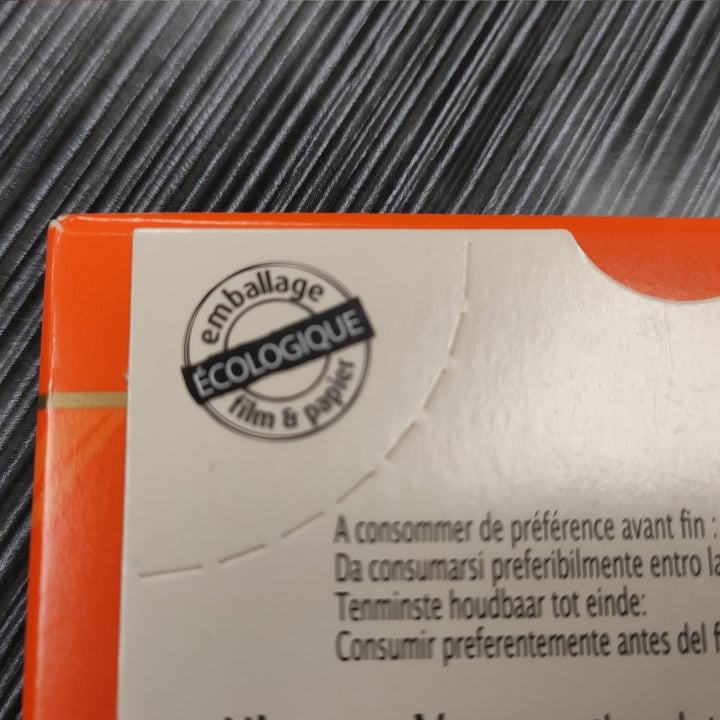 emballage
ÉCOLOGIQUE
film & papier
A consommer de préférence avant fin :
Da consumarsi preferibilmente entro la
Tenminste houdbaar tot einde:
Consumir preferentemente antes del